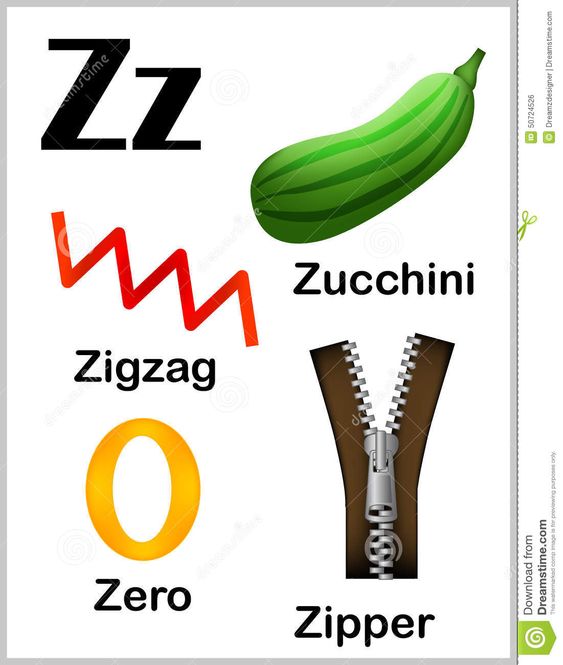 Zz
Zucchini
Zigzag
Zero
Zipper
50724526
Dreamzdesigner | Dreamstime.com
Download from
Dreamstime.com
This watermarked comp image is for previewing purposes only.